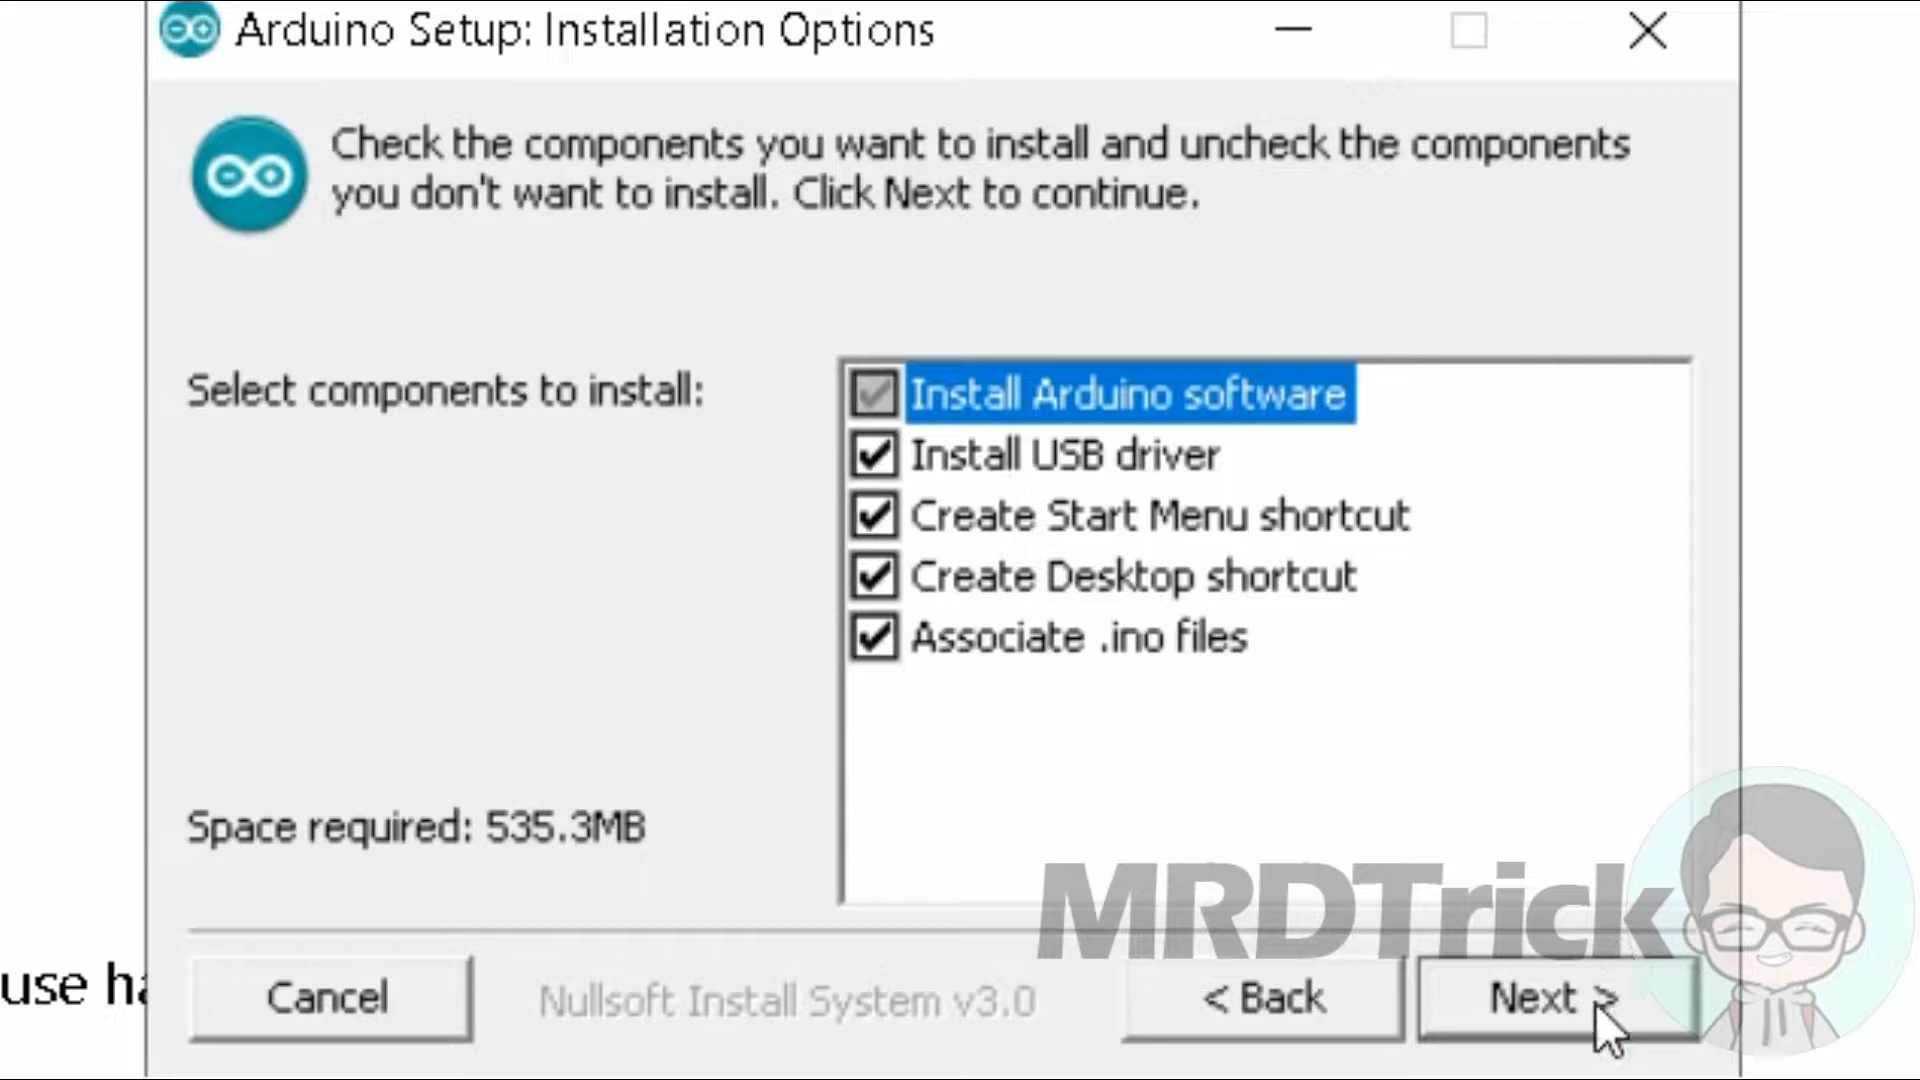 Arduino Setup: Installation Options
Check the components you want to install and uncheck the components
you don't want to install. Click Next to continue.
Select components to install:
Install Arduino software
Install USB driver
Create Start Menu shortcut
Create Desktop shortcut
Associate .ino files
Space required: 535.3MB
MRDTrick
use ha
Cancel
Nullsoft Install System v3.0
< Back
Next >